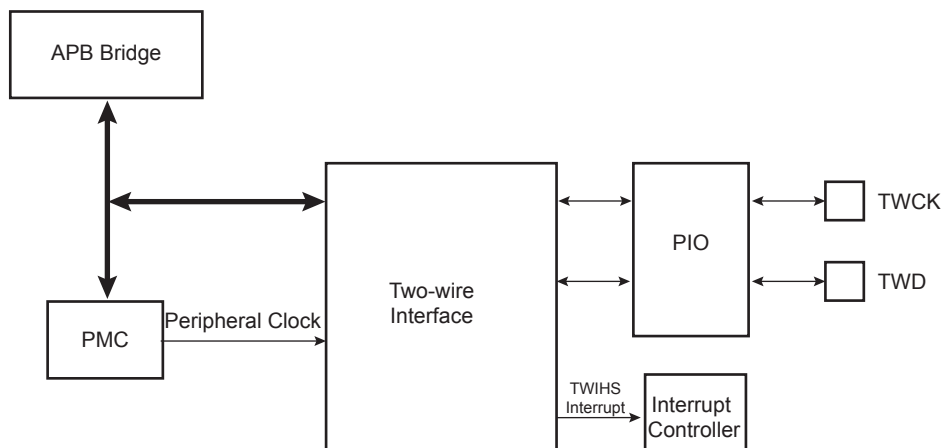 APB Bridge
TWCK
PIO
TWD
Two-wire
Interface
Peripheral Clock
PMC
TWIHS
Interrupt
Interrupt
Controller